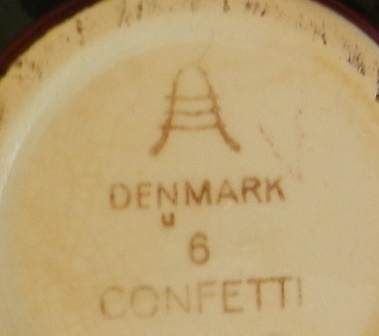 DENMARK
u
6
CONFETTI